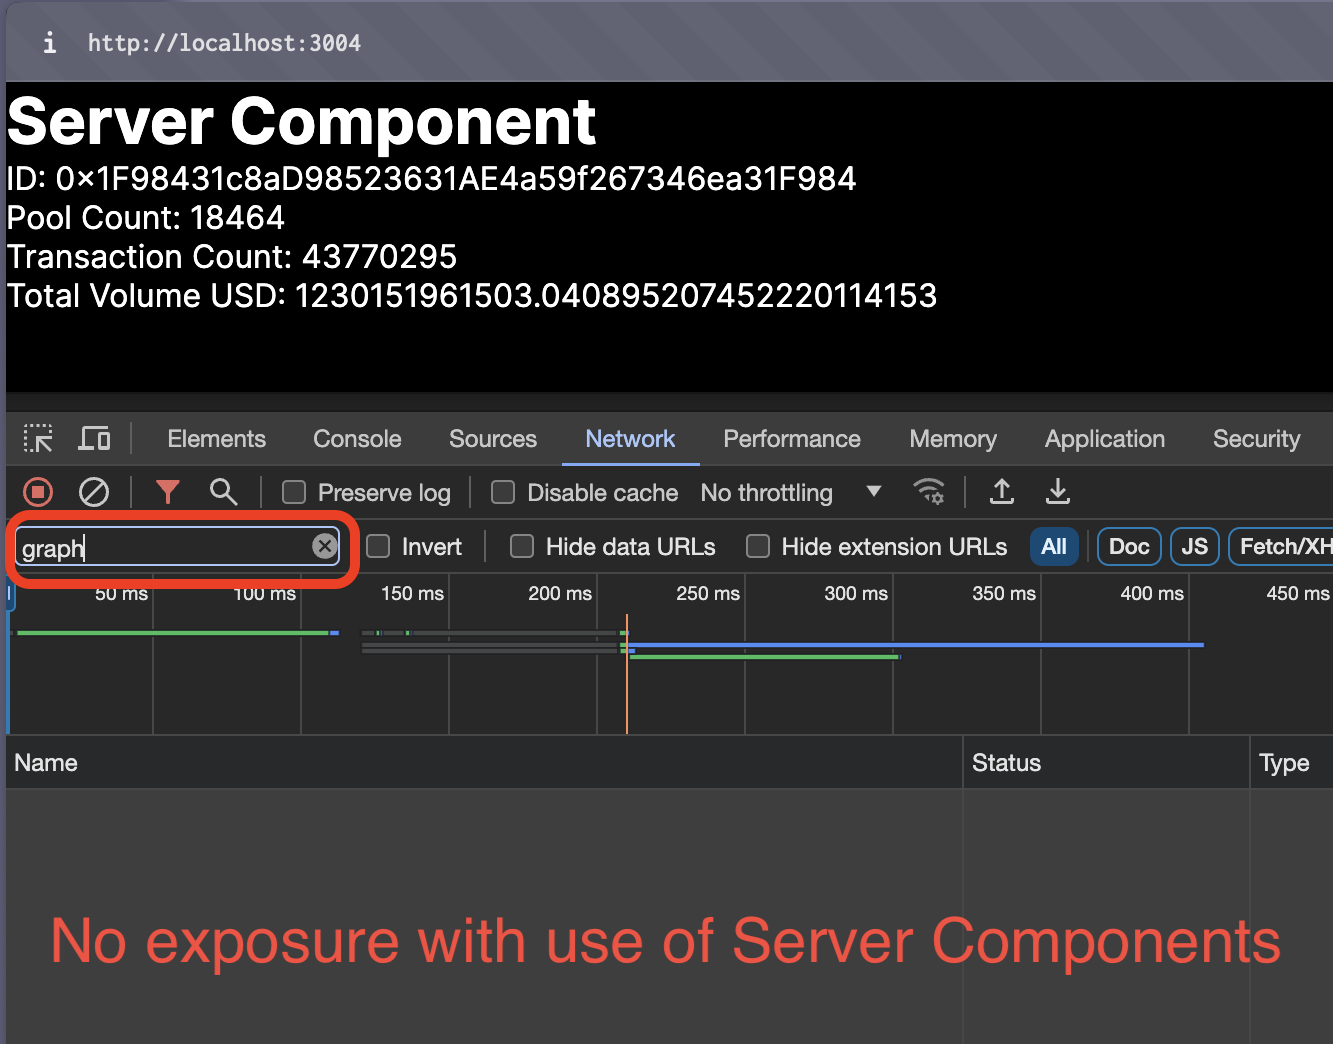 i http://localhost:3004
Server Component
ID: 0x1F98431c8aD98523631AE4a59f267346ea31F984
Pool Count: 18464
Transaction Count: 43770295
Total Volume USD: 1230151961503.040895207452220114153
Elements Console Sources Network Performance Memory Application Security
Preserve log Disable cache No throttling
graph Invert Hide data URLs Hide extension URLs All Doc JS Fetch/XH
50 ms 100 ms 150 ms 200 ms 250 ms 300 ms 350 ms 400 ms 450 ms
Name Status Type
No exposure with use of Server Components